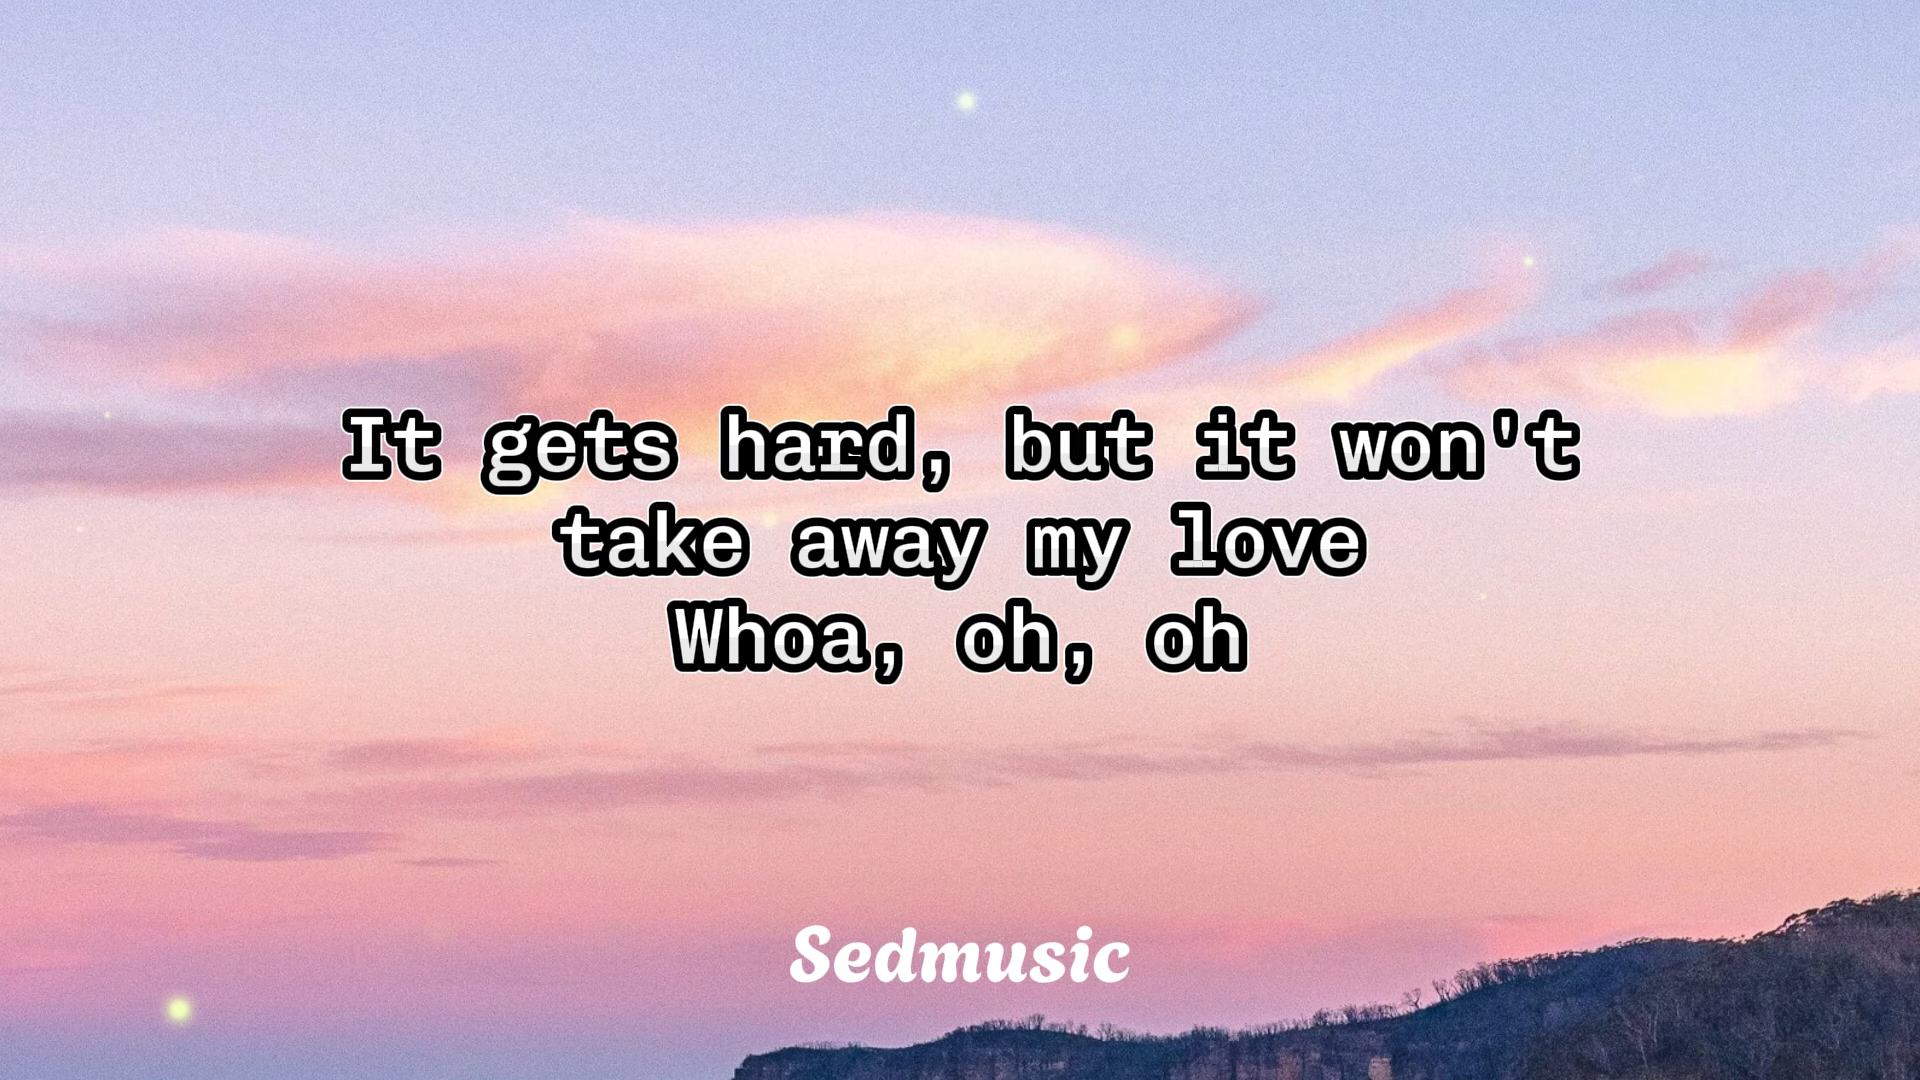 It gets hard, but it won't
take away my love
Whoa, oh, oh
Sedmusic